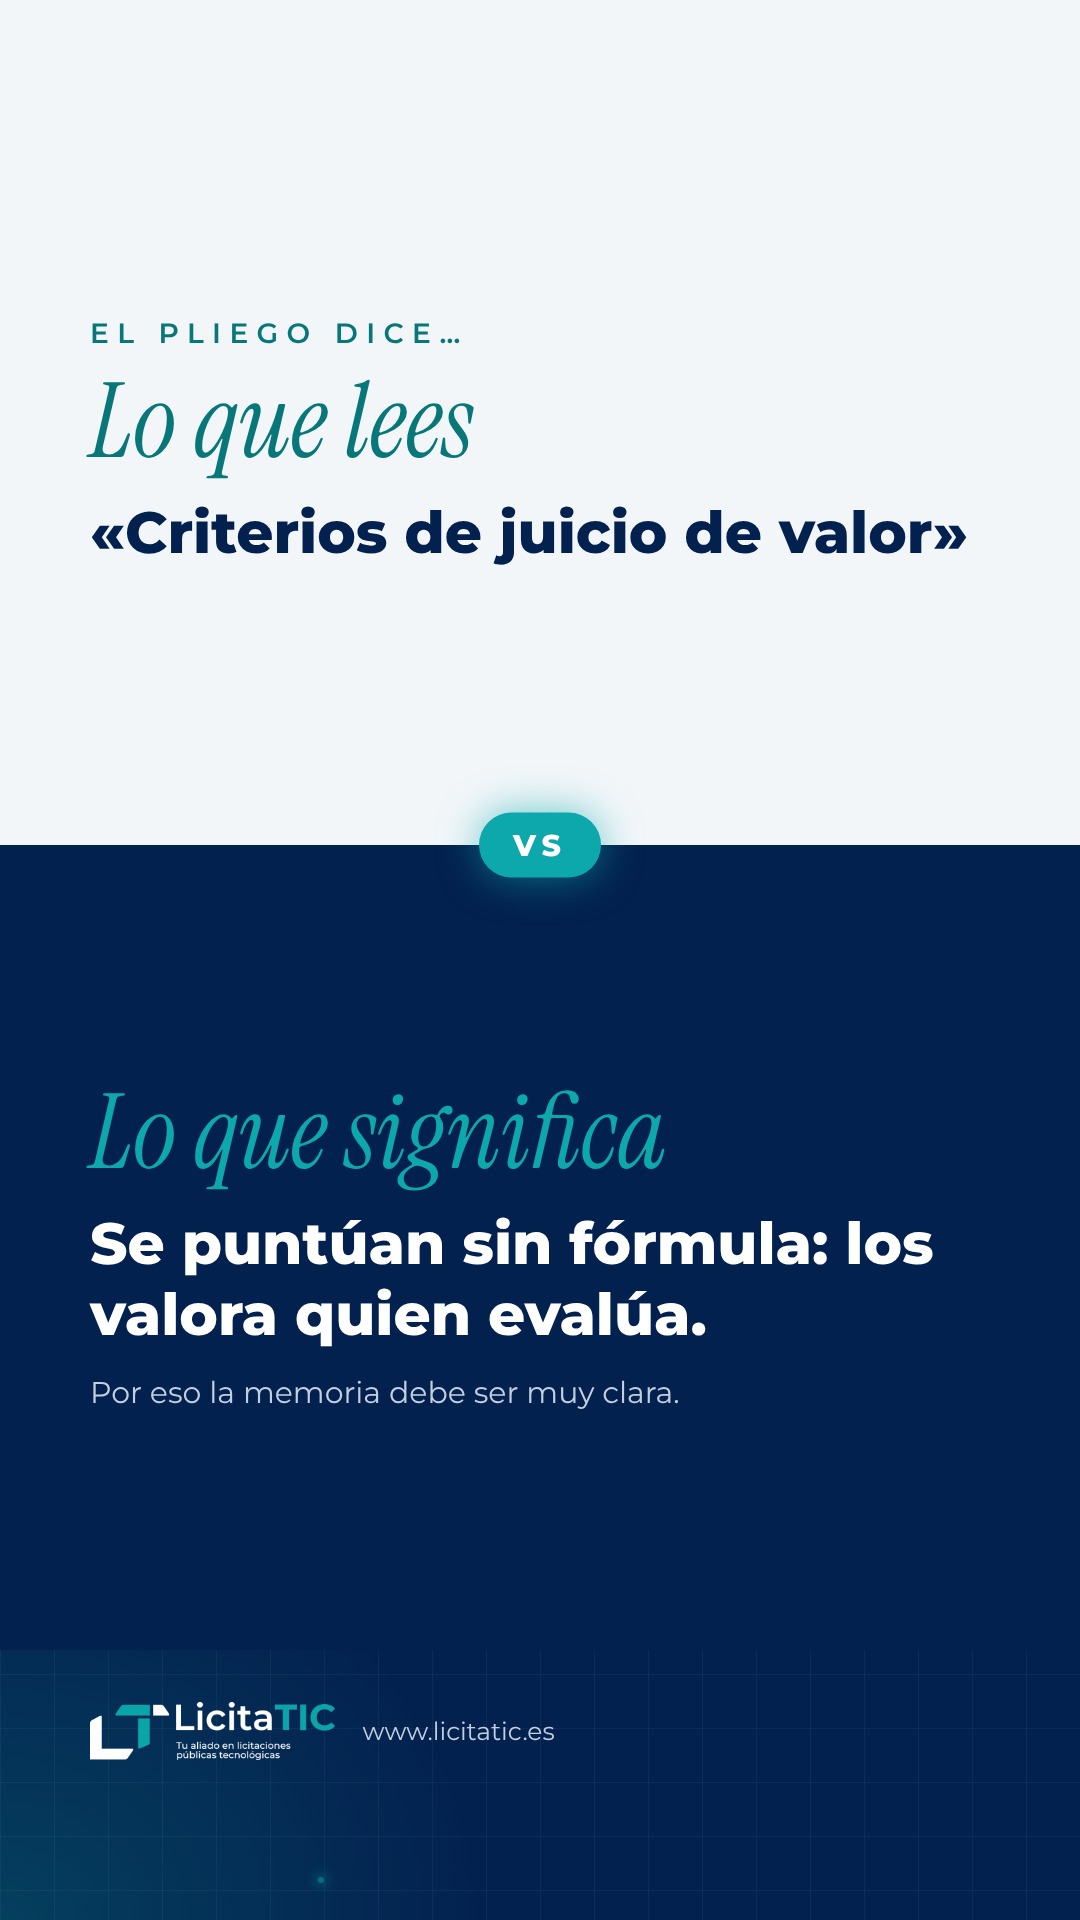 EL PLIEGO DICE…
Lo que lees
«Criterios de juicio de valor»
VS
Lo que significa
Se puntúan sin fórmula: los
valora quien evalúa.
Por eso la memoria debe ser muy clara.
LicitaTIC
Tu aliado en licitaciones
públicas tecnológicas
www.licitatic.es